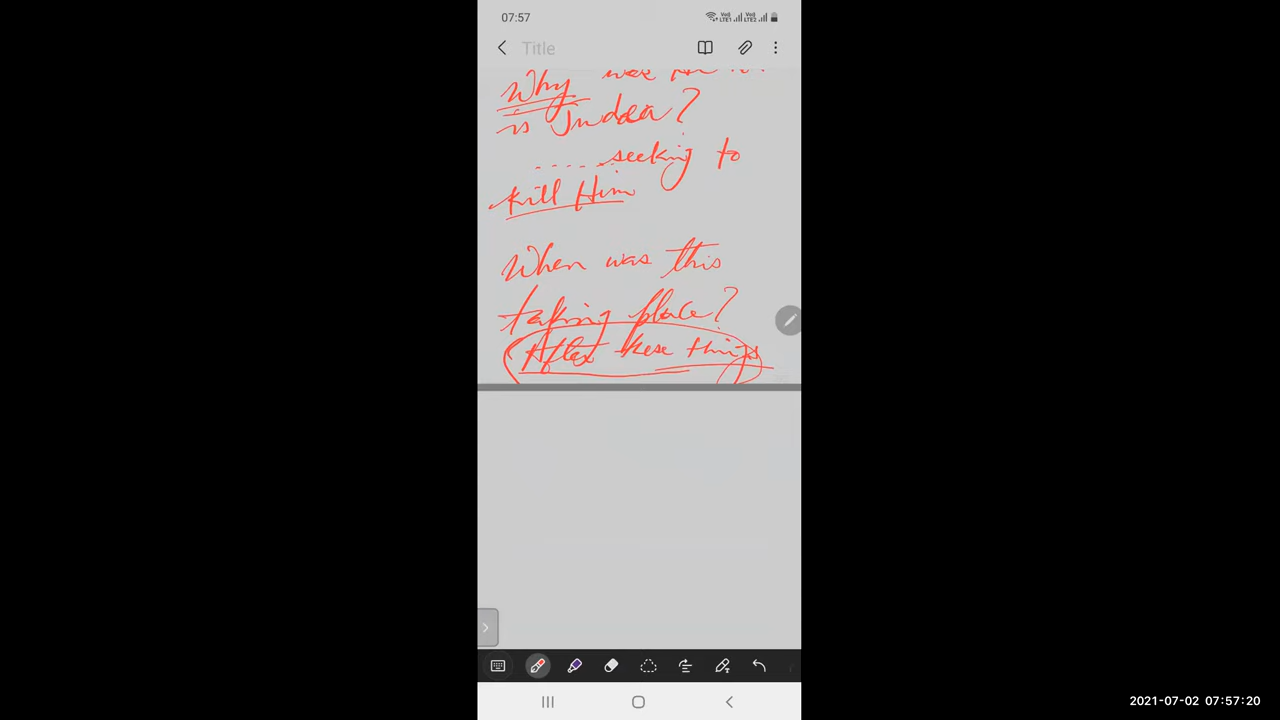 07:57
Title
Why was
is Judea?
......seeking to
kill Him
When was this
taking place?
After these things
2021-07-02 07:57:20